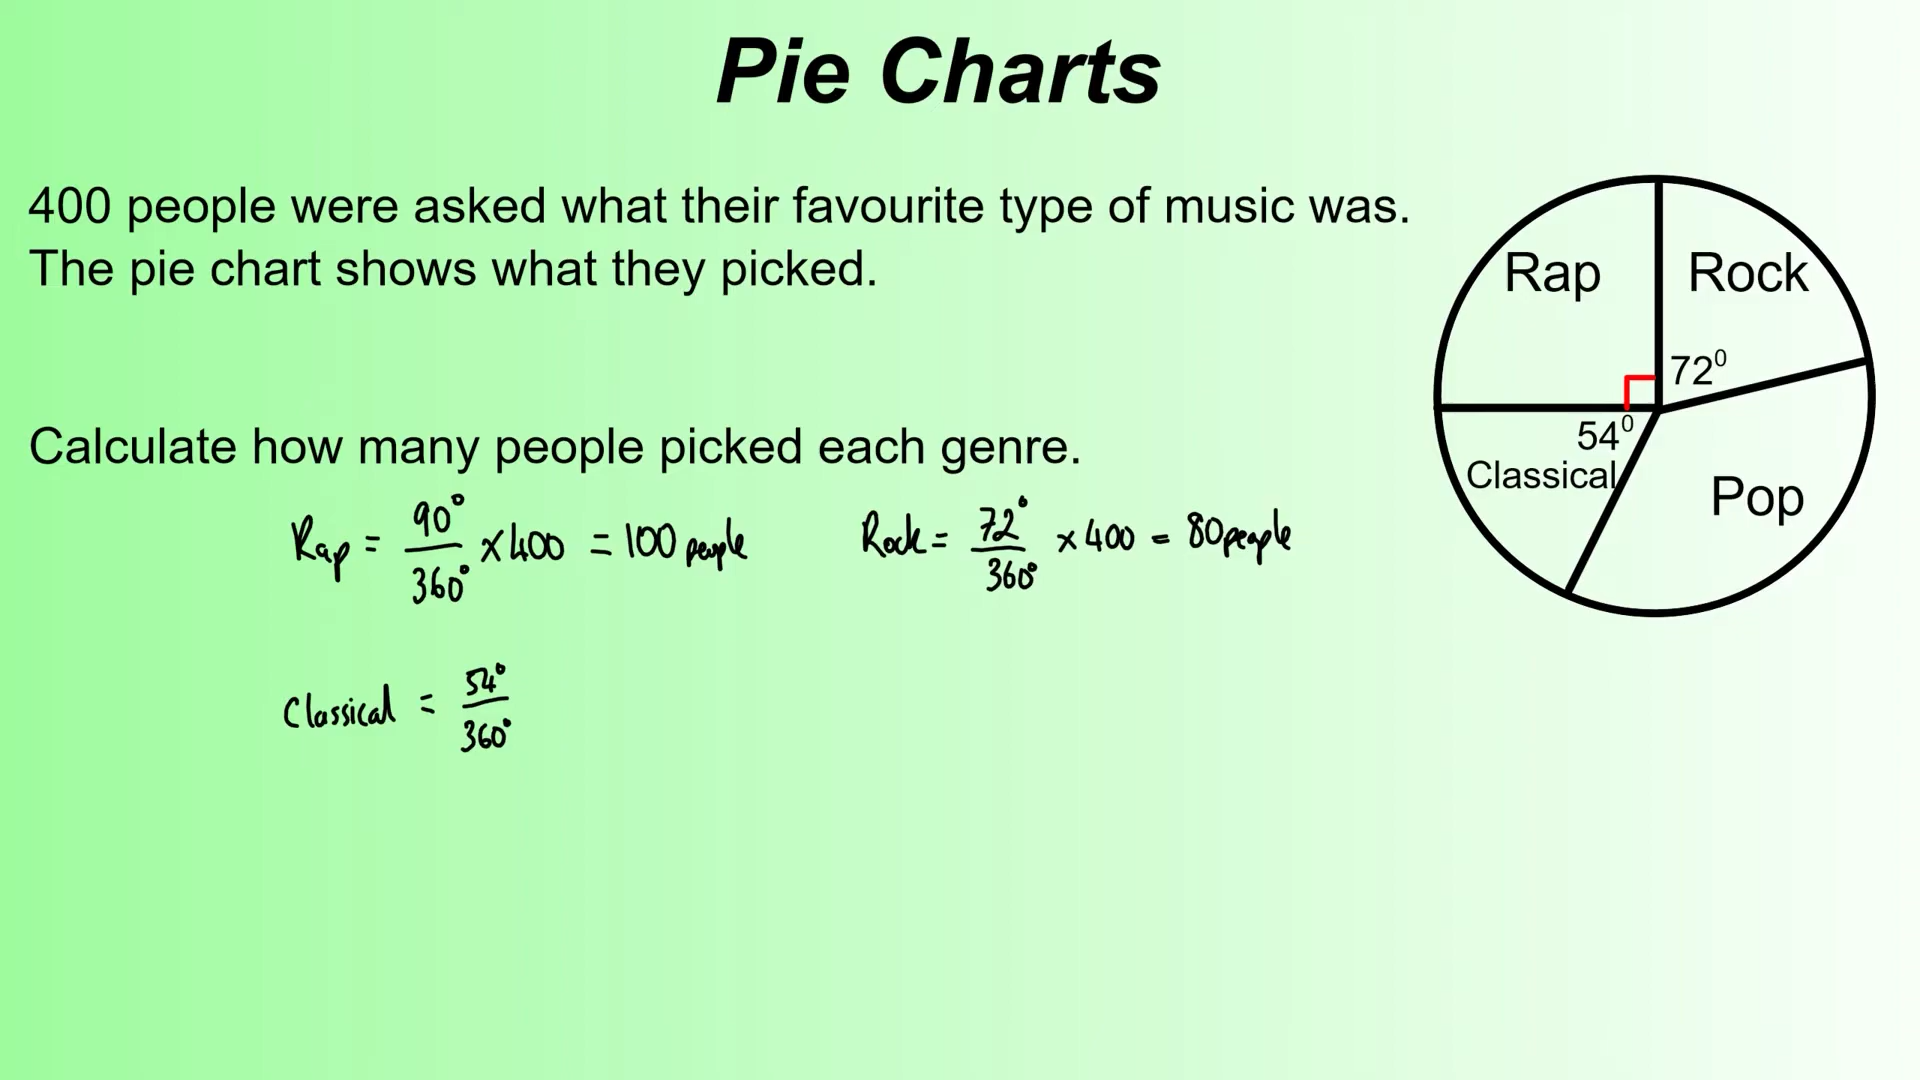 Pie Charts
400 people were asked what their favourite type of music was.
The pie chart shows what they picked.
Rap
Rock
72⁰
54⁰
Classical
Pop
Calculate how many people picked each genre.
Rap = 90°/360° × 400 = 100 people
Rock = 72°/360° × 400 = 80 people
Classical = 54°/360°